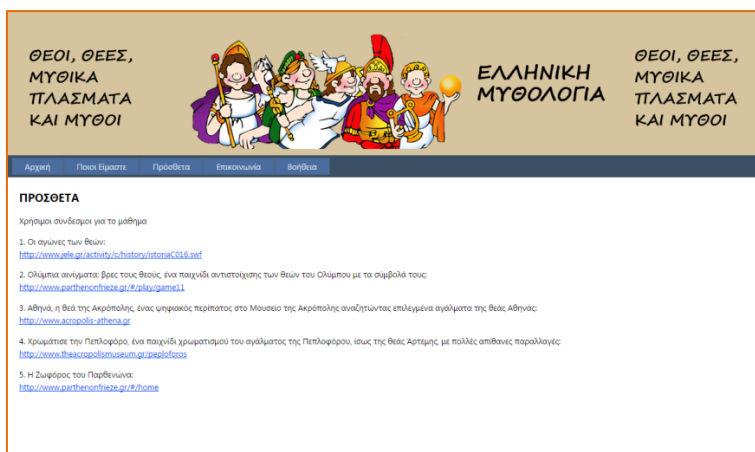 ΘΕΟΙ, ΘΕΕΣ,
ΜΥΘΙΚΑ
ΠΛΑΣΜΑΤΑ
ΚΑΙ ΜΥΘΟΙ
ΕΛΛΗΝΙΚΗ
ΜΥΘΟΛΟΓΙΑ
ΘΕΟΙ, ΘΕΕΣ,
ΜΥΘΙΚΑ
ΠΛΑΣΜΑΤΑ
ΚΑΙ ΜΥΘΟΙ
Αρχική Ποιοι Είμαστε Πρόσθετα Επικοινωνία Βοήθεια
ΠΡΟΣΘΕΤΑ
Χρήσιμοι σύνδεσμοι για το μάθημα
1. Οι αγώνες των θεών:
http://www.jele.gr/activity/c/history/istoriaC016.swf
2. Ολύμπια αινίγματα: βρες τους θεούς, ένα παιχνίδι αντιστοίχισης των θεών του Ολύμπου με τα σύμβολά τους:
http://www.parthenonfrieze.gr/#/play/game11
3. Αθηνά, η θεά της Ακρόπολης, ένας ψηφιακός περίπατος στο Μουσείο της Ακρόπολης αναζητώντας επιλεγμένα αγάλματα της θεάς Αθηνάς:
http://www.acropolis-athena.gr
4. Χρωμάτισε την Πεπλοφόρο, ένα παιχνίδι χρωματισμού του αγάλματος της Πεπλοφόρου, ίσως της θεάς Άρτεμης, με πολλές απίθανες παραλλαγές:
http://www.theacropolismuseum.gr/peploforos
5. Η Ζωφόρος του Παρθενώνα:
http://www.parthenonfrieze.gr/#/home